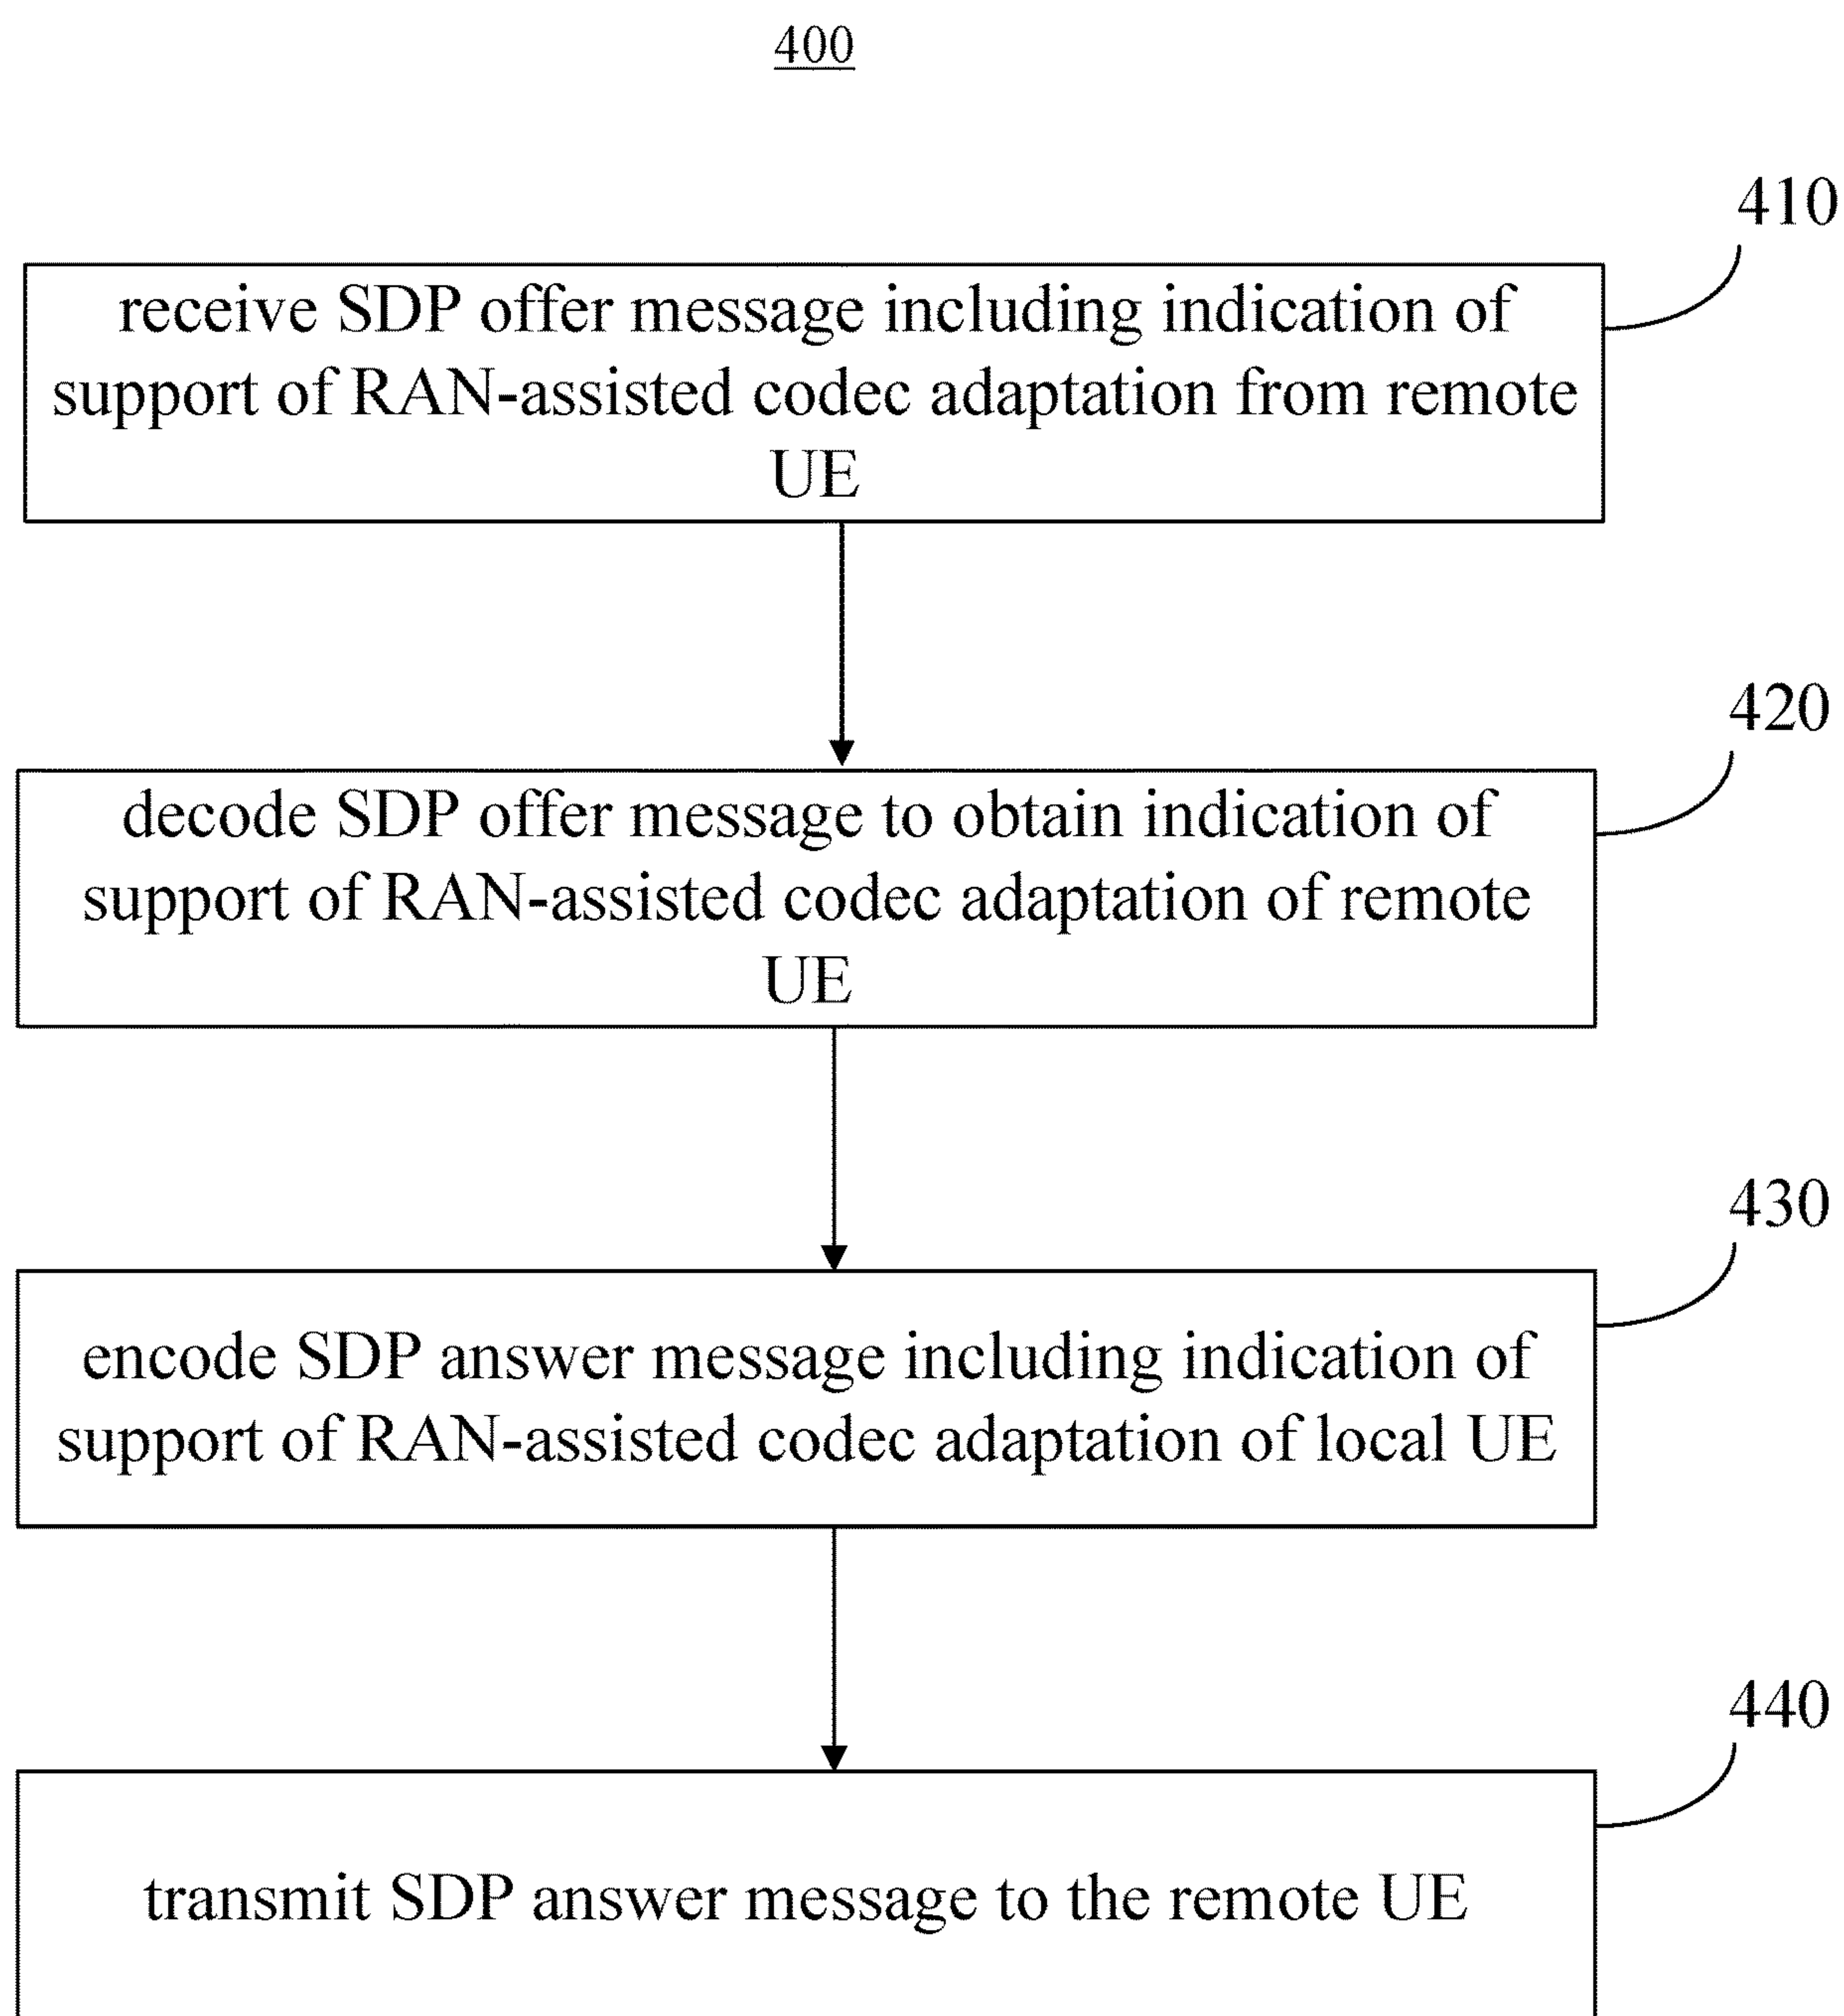 400
410
receive SDP offer message including indication of
support of RAN-assisted codec adaptation from remote
UE
420
decode SDP offer message to obtain indication of
support of RAN-assisted codec adaptation of remote
UE
430
encode SDP answer message including indication of
support of RAN-assisted codec adaptation of local UE
440
transmit SDP answer message to the remote UE